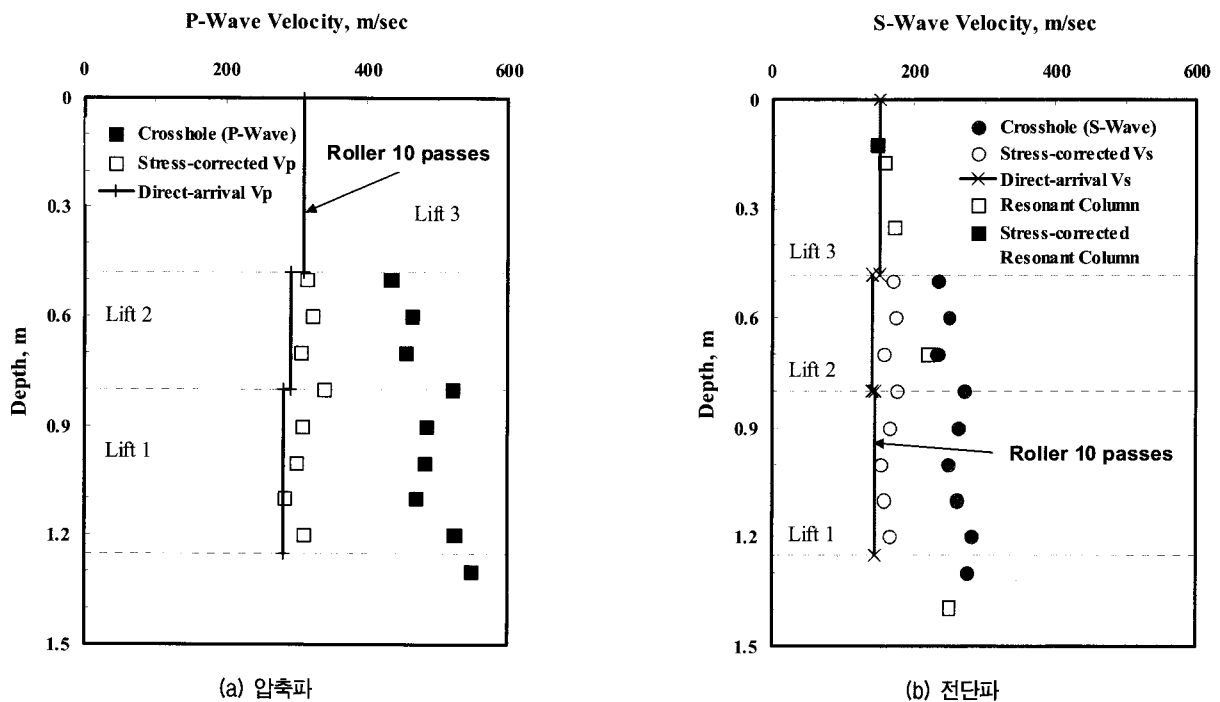 P-Wave Velocity, m/sec
0 200 400 600
0
0.3
0.6
0.9
1.2
1.5
Depth, m
Crosshole (P-Wave)
Stress-corrected Vp
Direct-arrival Vp
Roller 10 passes
Lift 3
Lift 2
Lift 1
(a) 압축파
S-Wave Velocity, m/sec
0 200 400 600
0
0.3
0.6
0.9
1.2
1.5
Depth, m
Crosshole (S-Wave)
Stress-corrected Vs
Direct-arrival Vs
Resonant Column
Stress-corrected
Resonant Column
Lift 3
Lift 2
Roller 10 passes
Lift 1
(b) 전단파